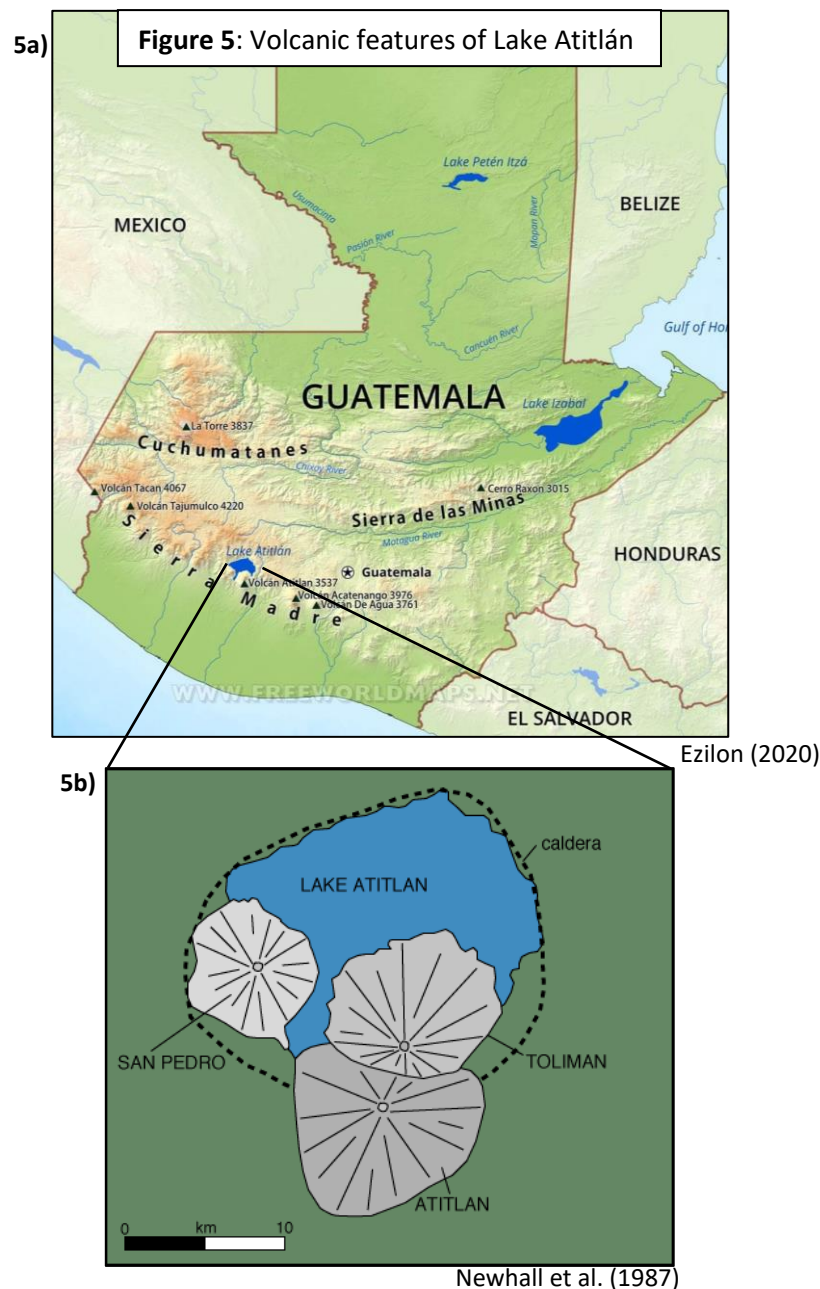 5a)
Figure 5: Volcanic features of Lake Atitlán
Lake Petén Itzá
Usumacinta
Mopan River
BELIZE
MEXICO
Pasión River
Cancuén River
Gulf of Hon
GUATEMALA
Lake Izabal
La Torre 3837
Cuchumatanes
Chixoy River
Volcán Tacan 4067
Cerro Raxon 3015
Volcán Tajumulco 4220
Sierra de las Minas
Sierra Madre
Motagua River
Lake Atitlán
HONDURAS
Guatemala
Volcán Atitlan 3537
Volcán Acatenango 3976
Volcán De Agua 3761
WWW.FREEWORLDMAPS.NET
EL SALVADOR
Ezilon (2020)
5b)
caldera
LAKE ATITLAN
SAN PEDRO
TOLIMAN
ATITLAN
0 km 10
Newhall et al. (1987)